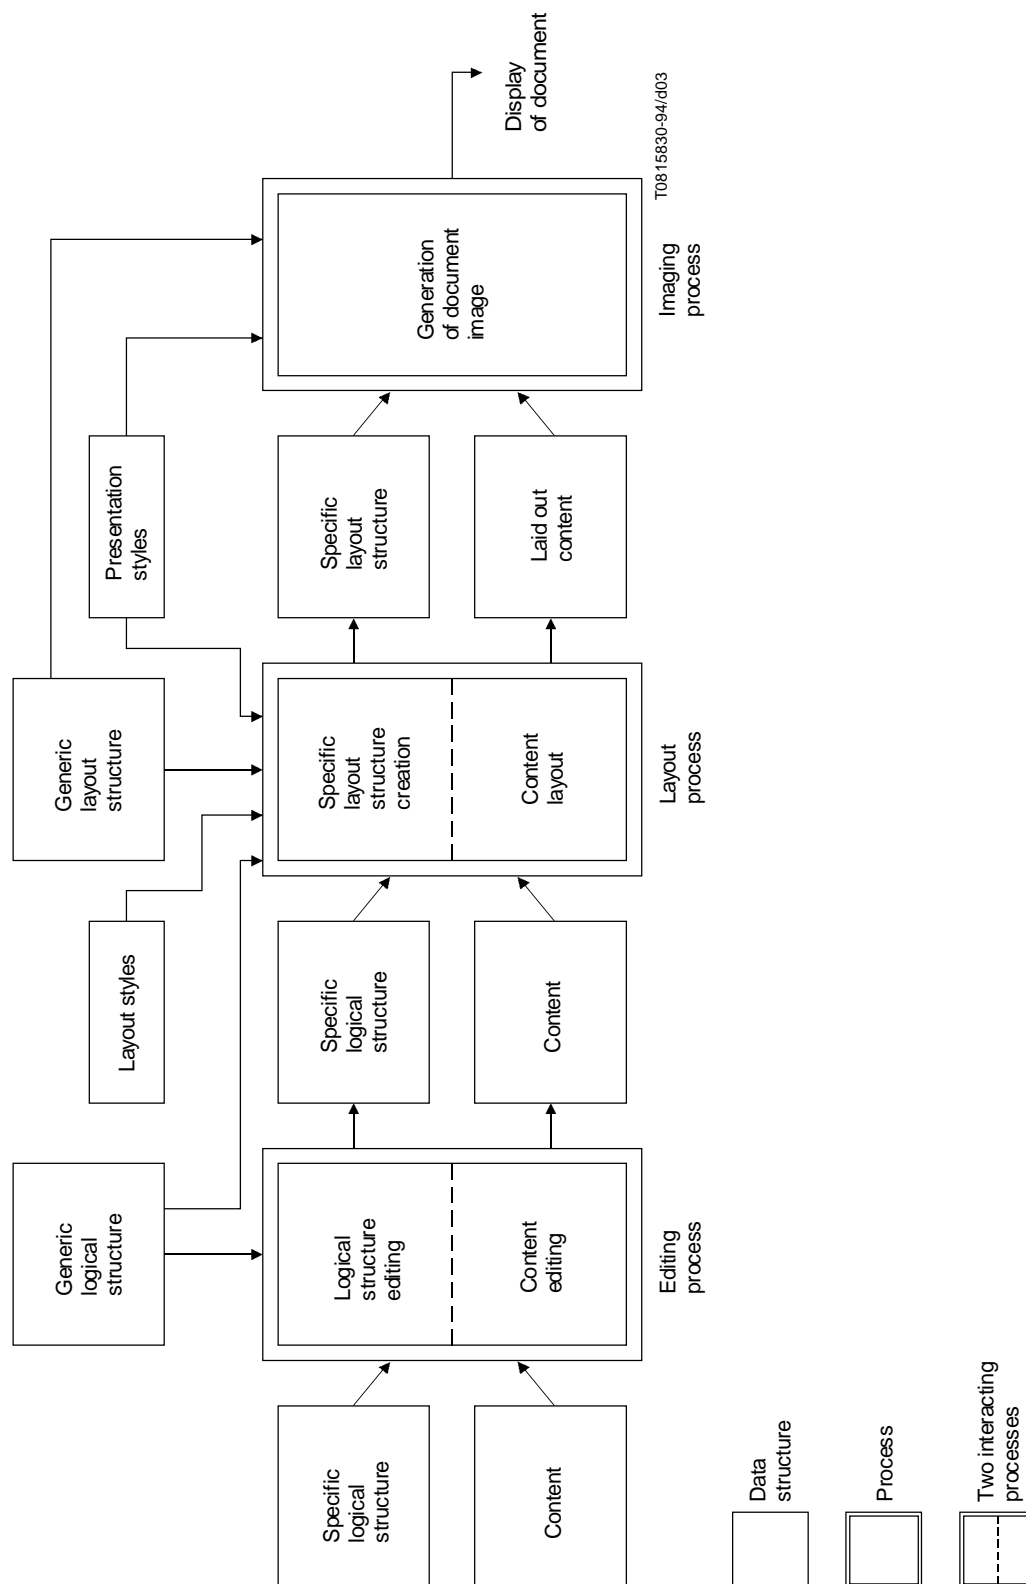 Generic
logical
structure
Layout styles
Generic
layout
structure
Presentation
styles
Specific
logical
structure
Content
Logical
structure
editing
Content
editing
Editing
process
Specific
logical
structure
Content
Specific
layout
structure
creation
Content
layout
Layout
process
Specific
layout
structure
Laid out
content
Generation
of document
image
Imaging
process
Display
of document
T0815830-94/d03
Data
structure
Process
Two interacting
processes